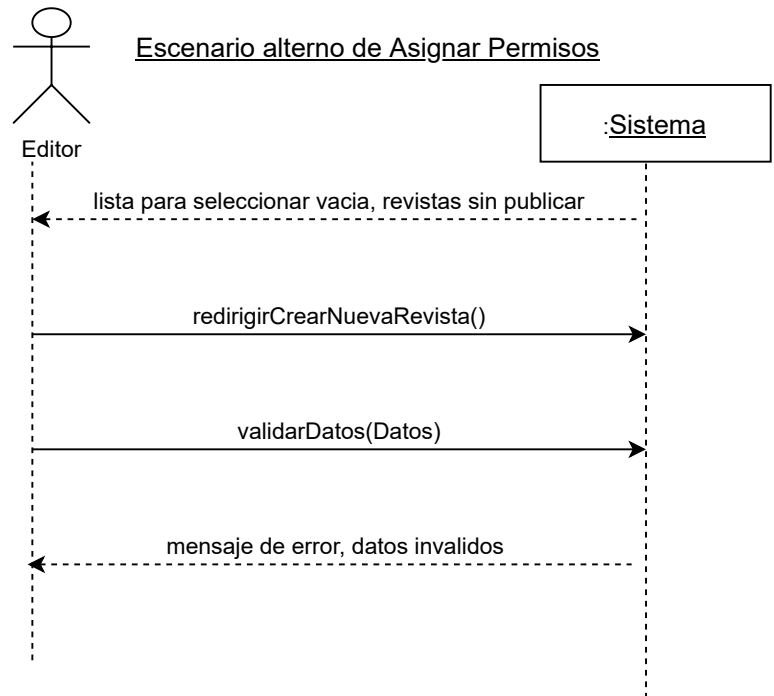 Escenario alterno de Asignar Permisos
:Sistema
Editor
lista para seleccionar vacia, revistas sin publicar
redirigirCrearNuevaRevista()
validarDatos(Datos)
mensaje de error, datos invalidos